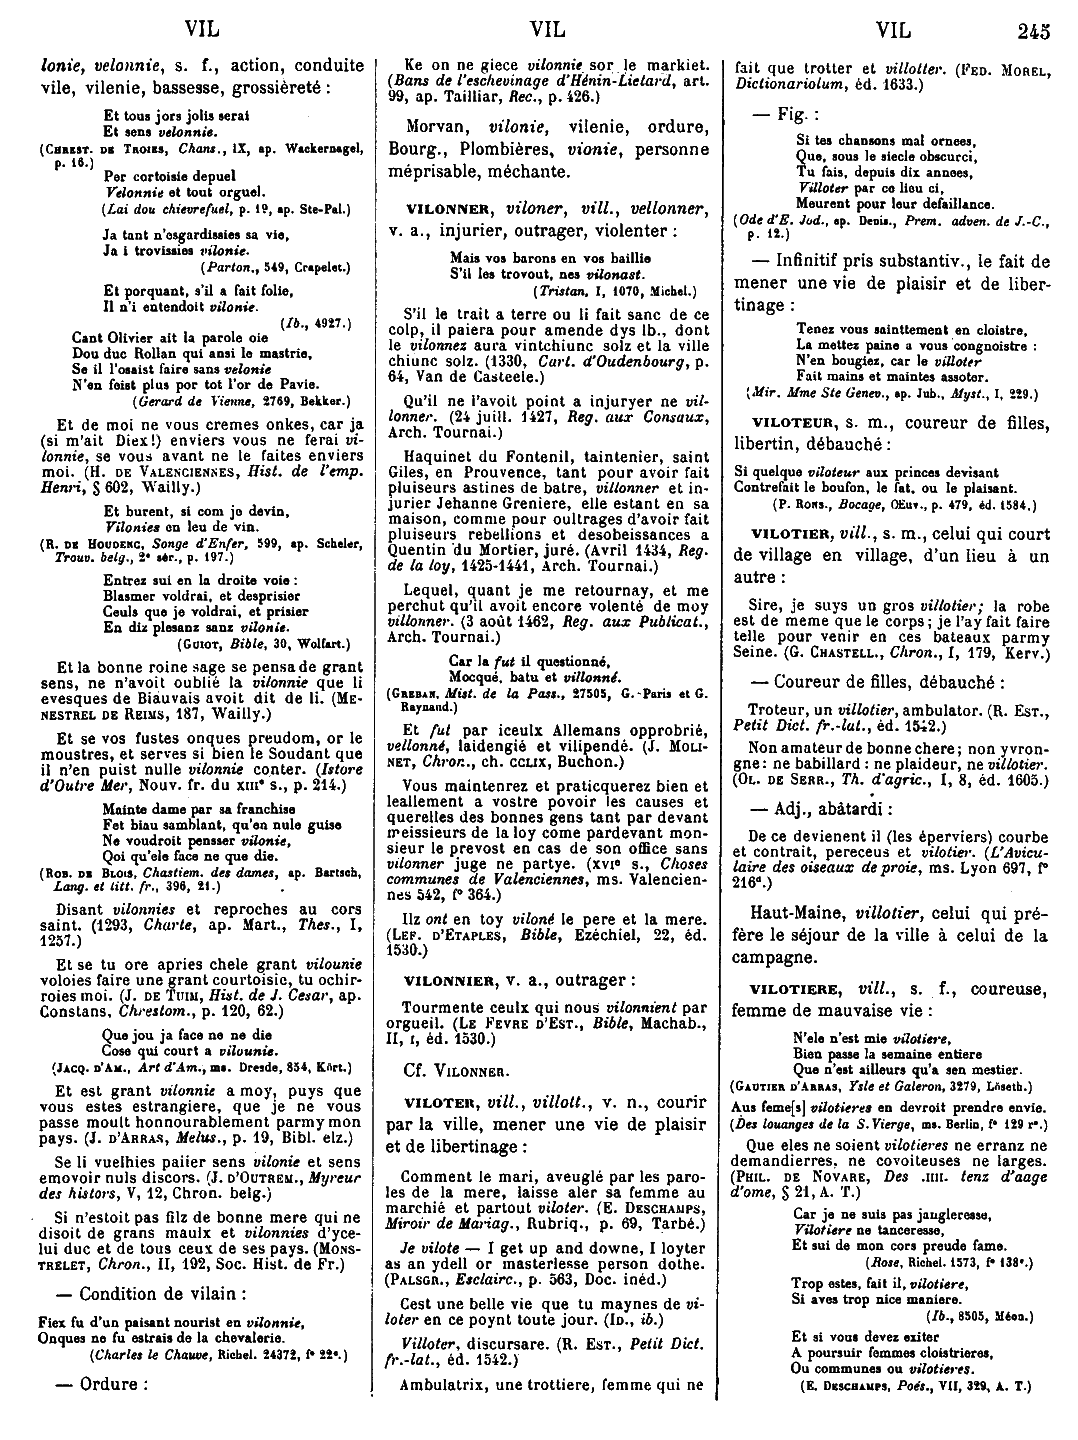 VIL VIL VIL 245
lonie, velonnie, s. f., action, conduite
vile, vilenie, bassesse, grossièreté :
Et tous jors jolis serai
Et sens velonnie.
(CHREST. DE TROIES, Chans., IX, ap. Wackernagel,
p. 16.)
Por cortoisie depuel
Velonnie et tout orguel.
(Lai dou chievrefuel, p. 19, ap. Ste-Pal.)
Ja tant n'esgardissies sa vie,
Ja i trovissies vilonie.
(Parton., 549, Crapelet.)
Et porquant, s'il a fait folie,
Il n'i entendoit vilonie.
(Ib., 4927.)
Cant Olivier ait la parole oie
Dou duc Rollan qui ansi le mastrie,
Se il l'osaist faire sans velonie
N'en feist plus por tot l'or de Pavie.
(Gerard de Vienne, 2769, Bekker.)
Et de moi ne vous cremes onkes, car ja
(si m'ait Diex!) enviers vous ne ferai vi-
lonnie, se vous avant ne le faites enviers
moi. (H. DE VALENCIENNES, Hist. de l'emp.
Henri, § 602, Wailly.)
Et burent, si com je devin,
Vilonies en leu de vin.
(R. DE HOUDENC, Songe d'Enfer, 599, ap. Scheler,
Trouv. belg., 2e sér., p. 197.)
Entrez sui en la droite voie :
Blasmer voldrai, et desprisier
Ceuls que je voldrai, et prisier
En diz plesanz sanz vilonie.
(GUIOT, Bible, 30, Wolfart.)
Et la bonne roine sage se pensa de grant
sens, ne n'avoit oublié la vilonnie que li
evesques de Biauvais avoit dit de li. (ME-
NESTREL DE REIMS, 187, Wailly.)
Et se vos fustes onques preudom, or le
moustres, et serves si bien le Soudant que
il n'en puist nulle vilonnie conter. (Istore
d'Outre Mer, Nouv. fr. du XIIIe s., p. 214.)
Mainte dame par sa franchise
Fet biau samblant, qu'en nule guise
Ne voudroit pensser vilonie,
Qoi qu'ele face ne que die.
(ROB. DE BLOIS, Chastiem. des dames, ap. Bartsch,
Lang. et litt. fr., 396, 21.)
Disant vilonnies et reproches au cors
saint. (1293, Charte, ap. Mart., Thes., I,
1257.)
Et se tu ore apries chele grant vilounie
voloies faire une grant courtoisie, tu ochir-
roies moi. (J. DE TUIM, Hist. de J. Cesar, ap.
Constans, Chrestom., p. 120, 62.)
Que jou ja face ne ne die
Cose qui court a vilounie.
(JACQ. D'AM., Art d'Am., ms. Dresde, 854, Kört.)
Et est grant vilonnie a moy, puys que
vous estes estrangiere, que je ne vous
passe moult honnourablement parmy mon
pays. (J. D'ARRAS, Melus., p. 19, Bibl. elz.)
Se li vuelhies paiier sens vilonie et sens
emovoir nuls discors. (J. D'OUTREM., Myreur
des histors, V, 12, Chron. belg.)
Si n'estoit pas filz de bonne mere qui ne
disoit de grans maulx et vilonnies d'yce-
lui duc et de tous ceux de ses pays. (MONS-
TRELET, Chron., II, 192, Soc. Hist. de Fr.)
— Condition de vilain :
Fiex fu d'un paisant nourist en vilonnie,
Onques ne fu estrais de la chevalerie.
(Charles le Chauve, Richel. 24372, f° 22e.)
— Ordure :
Ke on ne giece vilonnie sor le markiet.
(Bans de l'eschevinage d'Hénin-Lietard, art.
99, ap. Tailliar, Rec., p. 426.)
Morvan, vilonie, vilenie, ordure,
Bourg., Plombières, vionie, personne
méprisable, méchante.
VILONNER, viloner, vill., vellonner,
v. a., injurier, outrager, violenter :
Mais vos barons en vos baillie
S'il les trovout, nes vilonast.
(Tristan, I, 1070, Michel.)
S'il le trait a terre ou li fait sanc de ce
colp, il paiera pour amende dys lb., dont
le vilonnez aura vintchiunc solz et la ville
chiunc solz. (1330, Cart. d'Oudenbourg, p.
64, Van de Casteele.)
Qu'il ne l'avoit point a injuryer ne vil-
lonner. (24 juill. 1427, Reg. aux Consaux,
Arch. Tournai.)
Haquinet du Fontenil, taintenier, saint
Giles, en Prouvence, tant pour avoir fait
pluiseurs astines de batre, villonner et in-
jurier Jehanne Greniere, elle estant en sa
maison, comme pour oultrages d'avoir fait
pluiseurs rebellions et desobeissances a
Quentin du Mortier, juré. (Avril 1434, Reg.
de la loy, 1425-1441, Arch. Tournai.)
Lequel, quant je me retournay, et me
perchut qu'il avoit encore volenté de moy
villonner. (3 août 1462, Reg. aux Publicat.,
Arch. Tournai.)
Car la fut il questionné,
Mocqué, batu et villonné.
(GREBAN, Mist. de la Pass., 27505, G.-Paris et G.
Raynaud.)
Et fut par iceulx Allemans opprobrié,
vellonné, laidengié et vilipendé. (J. MOLI-
NET, Chron., ch. CCLIX, Buchon.)
Vous maintenrez et praticquerez bien et
leallement a vostre povoir les causes et
querelles des bonnes gens tant par devant
messieurs de la loy come pardevant mon-
sieur le prevost en cas de son office sans
vilonner juge ne partye. (XVIe s., Choses
communes de Valenciennes, ms. Valencien-
nes 542, f° 364.)
Ilz ont en toy viloné le pere et la mere.
(LEF. D'ETAPLES, Bible, Ezéchiel, 22, éd.
1530.)
VILONNIER, v. a., outrager :
Tourmente ceulx qui nous vilonnient par
orgueil. (LE FEVRE D'EST., Bible, Machab.,
II, I, éd. 1530.)
Cf. VILONNER.
VILOTER, vill., villott., v. n., courir
par la ville, mener une vie de plaisir
et de libertinage :
Comment le mari, aveuglé par les paro-
les de la mere, laisse aler sa femme au
marchié et partout viloter. (E. DESCHAMPS,
Miroir de Mariag., Rubriq., p. 69, Tarbé.)
Je vilote — I get up and downe, I loyter
as an ydell or masterlesse person dothe.
(PALSGR., Esclairc., p. 563, Doc. inéd.)
Cest une belle vie que tu maynes de vi-
loter en ce poynt toute jour. (ID., ib.)
Villoter, discursare. (R. EST., Petit Dict.
fr.-lat., éd. 1542.)
Ambulatrix, une trottiere, femme qui ne
fait que trotter et villotter. (FED. MOREL,
Dictionariolum, éd. 1633.)
— Fig. :
Si tes chansons mal ornees,
Que, sous le siecle obscurci,
Tu fais, depuis dix annees,
Villoter par ce lieu ci,
Meurent pour leur defaillance.
(Ode d'E. Jod., ap. Denis., Prem. adven. de J.-C.,
p. 12.)
— Infinitif pris substantiv., le fait de
mener une vie de plaisir et de liber-
tinage :
Tenez vous sainttement en cloistre,
La mettez paine a vous congnoistre :
N'en bougiez, car le villoter
Fait mains et maintes assoter.
(Mir. Mme Ste Genev., ap. Jub., Myst., I, 229.)
VILOTEUR, s. m., coureur de filles,
libertin, débauché :
Si quelque viloteur aux princes devisant
Contrefait le boufon, le fat, ou le plaisant.
(P. RONS., Bocage, Œuv., p. 479, éd. 1584.)
VILOTIER, vill., s. m., celui qui court
de village en village, d'un lieu à un
autre :
Sire, je suys un gros villotier; la robe
est de meme que le corps; je l'ay fait faire
telle pour venir en ces bateaux parmy
Seine. (G. CHASTELL., Chron., I, 179, Kerv.)
— Coureur de filles, débauché :
Troteur, un villotier, ambulator. (R. EST.,
Petit Dict. fr.-lat., éd. 1542.)
Non amateur de bonne chere; non yvron-
gne: ne babillard: ne plaideur, ne villotier.
(OL. DE SERR., Th. d'agric., I, 8, éd. 1605.)
— Adj., abâtardi :
De ce devienent il (les éperviers) courbe
et contrait, pereceus et vilotier. (L'Avicu-
laire des oiseaux de proie, ms. Lyon 697, f°
216d.)
Haut-Maine, villotier, celui qui pré-
fère le séjour de la ville à celui de la
campagne.
VILOTIERE, vill., s. f., coureuse,
femme de mauvaise vie :
N'ele n'est mie vilotiere,
Bien passe la semaine entiere
Que n'est ailleurs qu'a sen mestier.
(GAUTIER D'ARRAS, Ysle et Galeron, 3279, Löseth.)
Aus feme[s] vilotieres en devroit prendre envie.
(Des louanges de la S. Vierge, ms. Berlin, f° 129 r°.)
Que eles ne soient vilotieres ne erranz ne
demandierres, ne covoiteuses ne larges.
(PHIL. DE NOVARE, Des .IIII. tenz d'aage
d'ome, § 21, A. T.)
Car je ne suis pas jangleresse,
Vilotiere ne tanceresse,
Et sui de mon cors preude fame.
(Rose, Richel. 1573, f° 138e.)
Trop estes, fait il, vilotiere,
Si aves trop nice maniere.
(Ib., 8505, Méon.)
Et si vous devez exiter
A poursuir femmes cloistrieres,
Ou communes ou vilotieres.
(E. DESCHAMPS, Poés., VII, 329, A. T.)